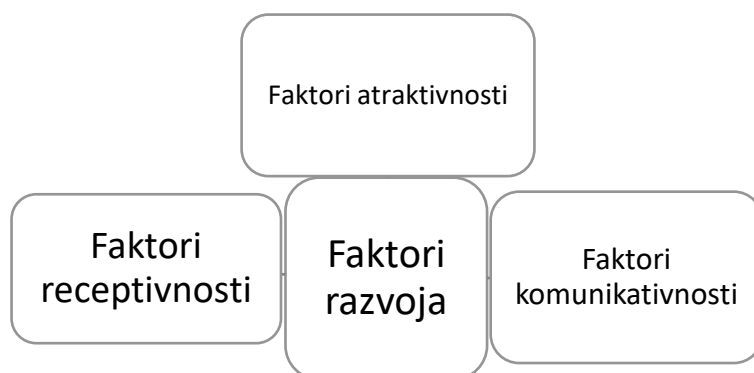 Faktori atraktivnosti
Faktori
receptivnosti
Faktori
razvoja
Faktori
komunikativnosti